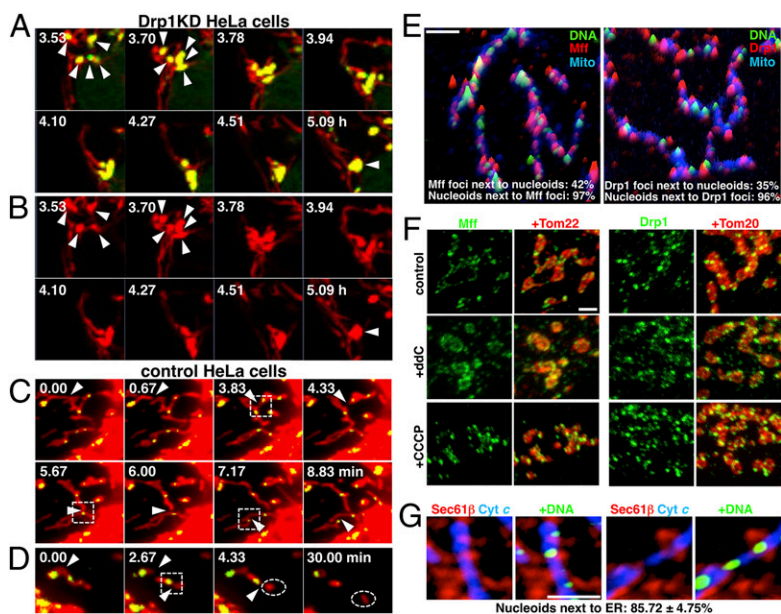 A
Drp1KD HeLa cells
3.53
3.70
3.78
3.94
4.10
4.27
4.51
5.09 h
B
3.53
3.70
3.78
3.94
4.10
4.27
4.51
5.09 h
control HeLa cells
C
0.00
0.67
3.83
4.33
5.67
6.00
7.17
8.83 min
D
0.00
2.67
4.33
30.00 min
E
DNA
Mff
Mito
Mff foci next to nucleoids: 42%
Nucleoids next to Mff foci: 97%
DNA
Drp1
Mito
Drp1 foci next to nucleoids: 35%
Nucleoids next to Drp1 foci: 96%
F
Mff
+Tom22
Drp1
+Tom20
control
+ddC
+CCCP
G
Sec61β Cyt c
+DNA
Sec61β Cyt c
+DNA
Nucleoids next to ER: 85.72 ± 4.75%